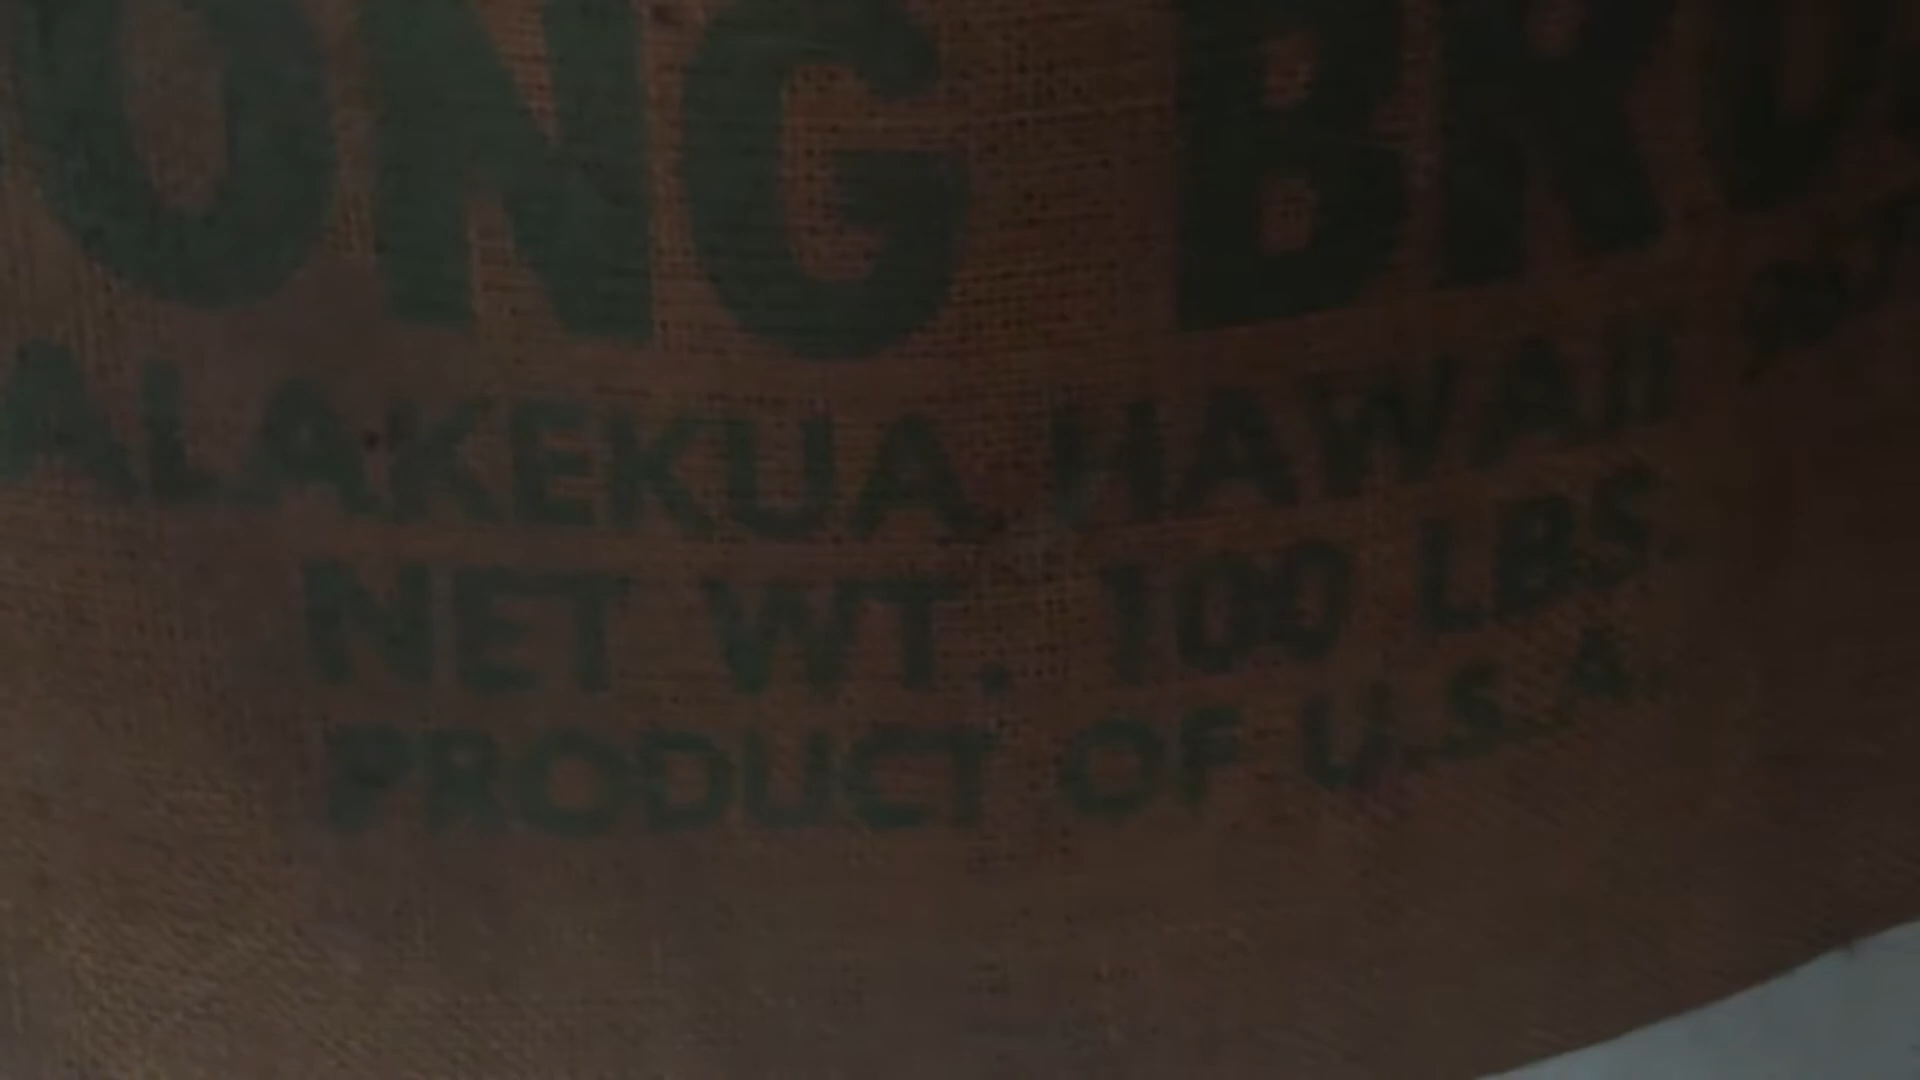 ONG BRO
ALAKEKUA HAWAII
NET WT. 100 LBS.
PRODUCT OF U.S.A.